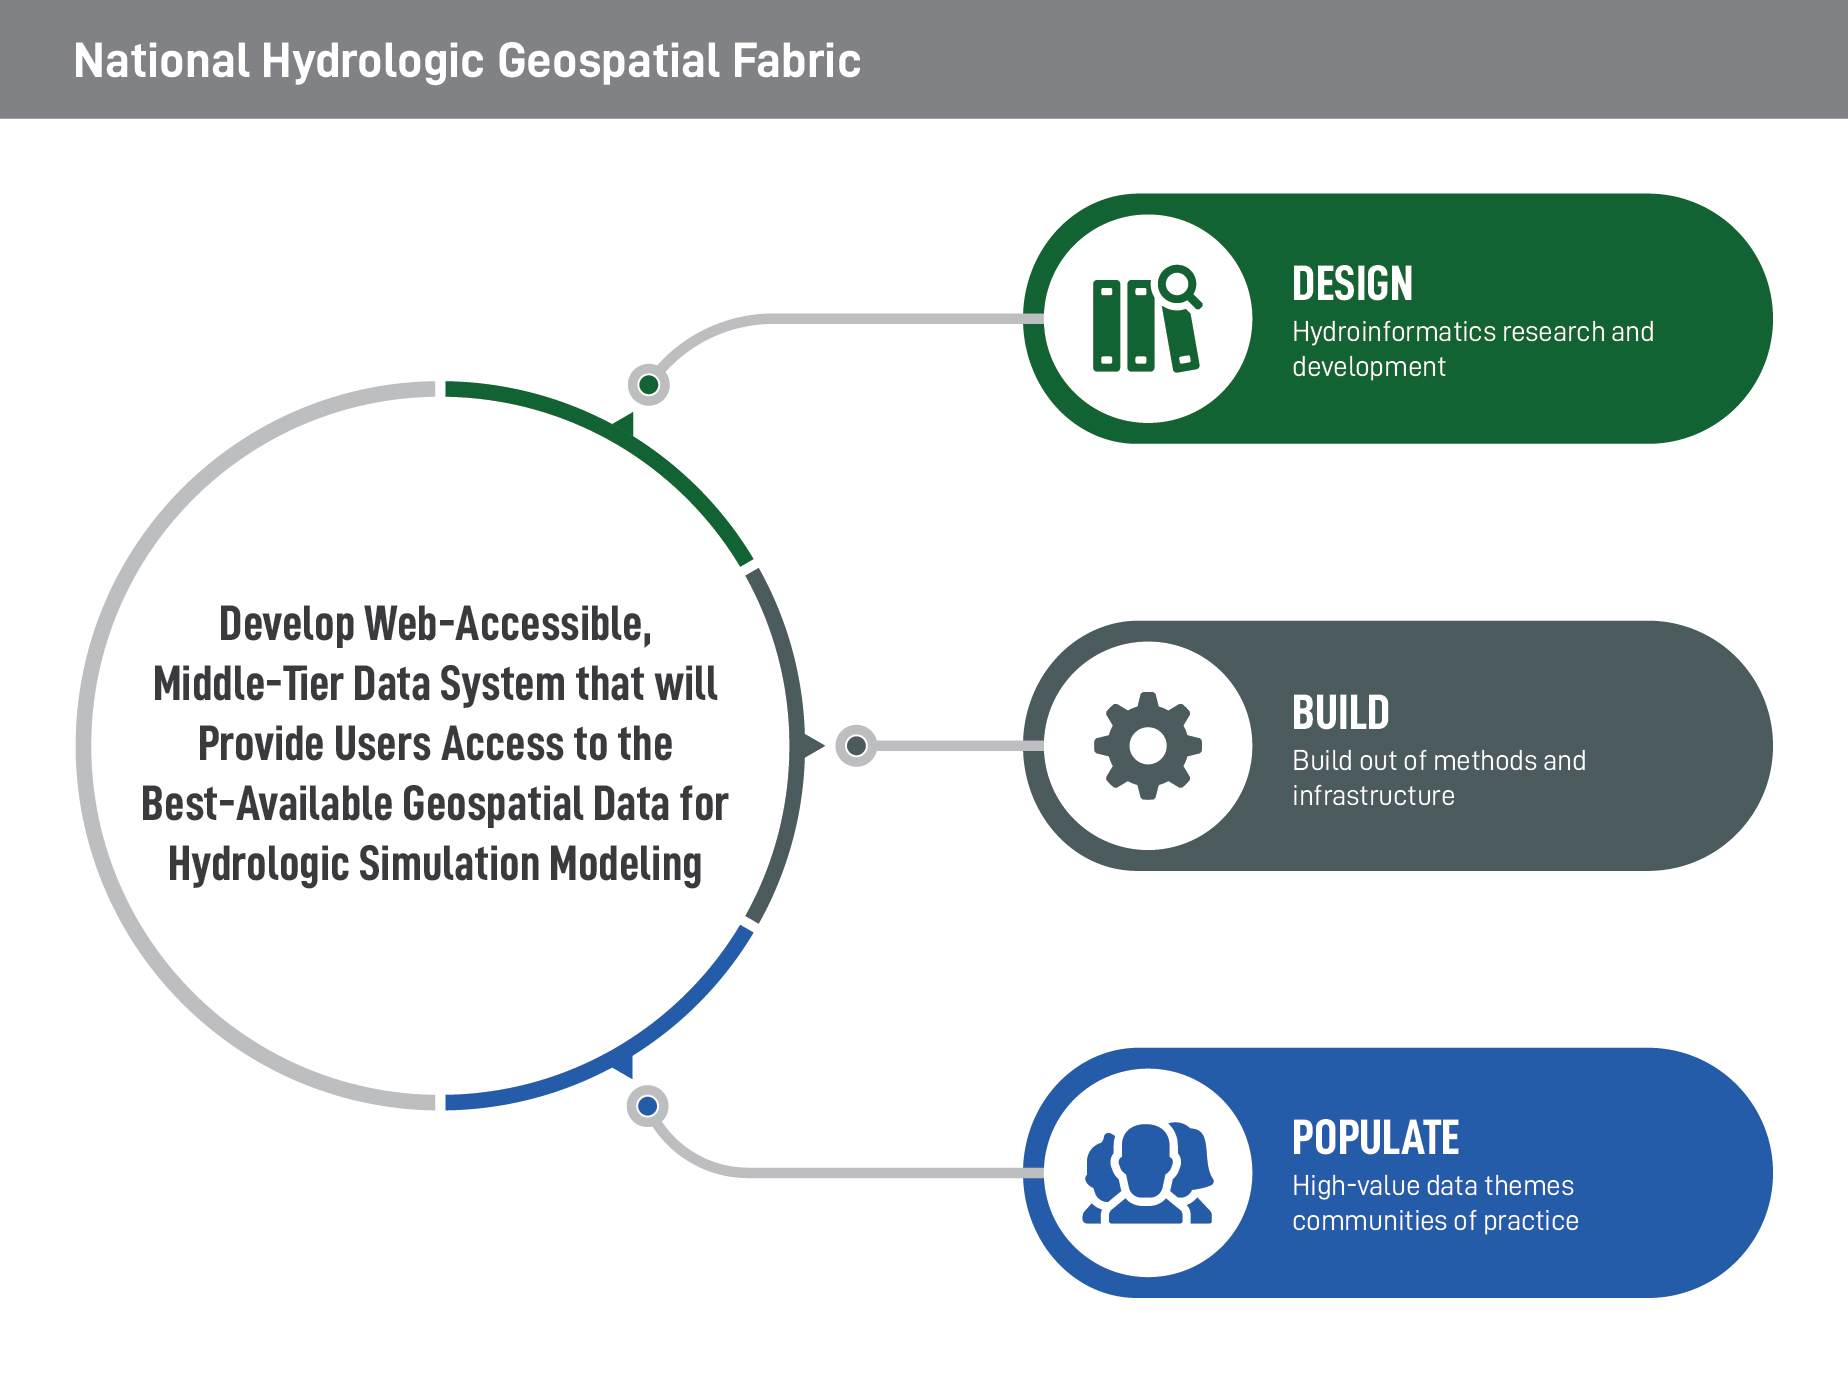 National Hydrologic Geospatial Fabric
Develop Web-Accessible,
Middle-Tier Data System that will
Provide Users Access to the
Best-Available Geospatial Data for
Hydrologic Simulation Modeling
DESIGN
Hydroinformatics research and
development
BUILD
Build out of methods and
infrastructure
POPULATE
High-value data themes
communities of practice